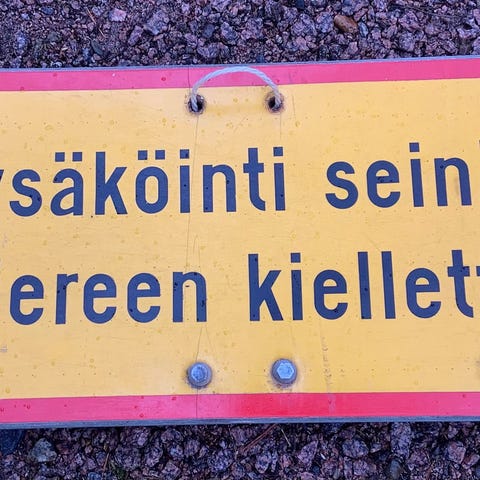 ysäköinti sein
ereen kiellet